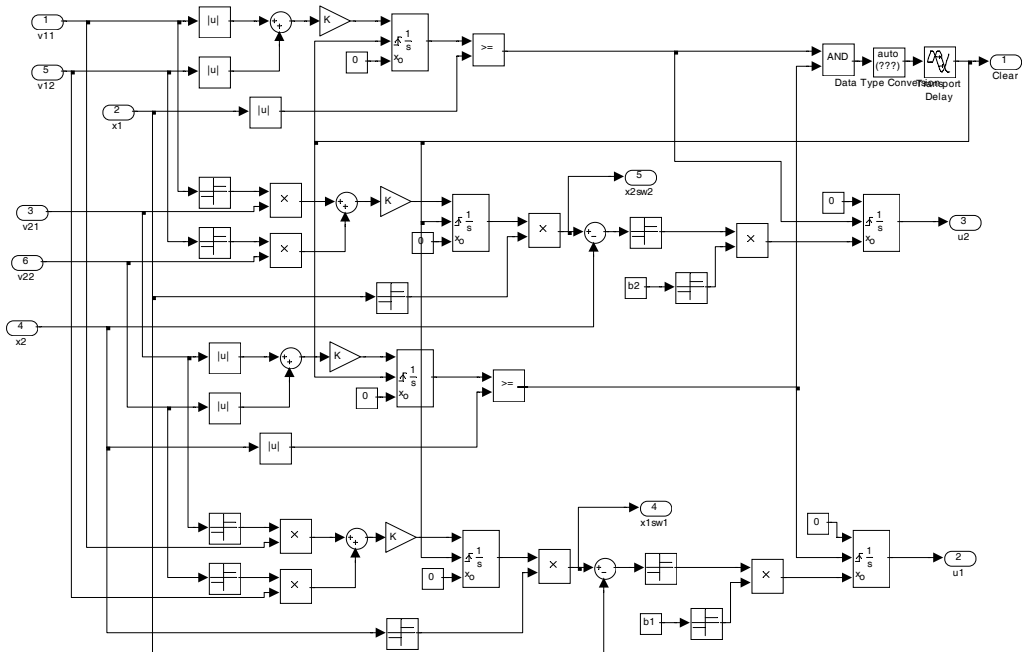 1
v11
|u|
K
1
s
xo
0
>=
5
v12
|u|
AND
auto
(???)
1
Clear
Data Type Conversion
Transport
Delay
2
x1
|u|
5
x2sw2
3
v21
×
K
1
s
xo
0
×
0
1
s
xo
3
u2
6
v22
×
×
b2
4
x2
|u|
K
1
s
xo
0
>=
|u|
|u|
4
x1sw1
×
K
1
s
xo
0
×
0
1
s
xo
2
u1
×
×
b1